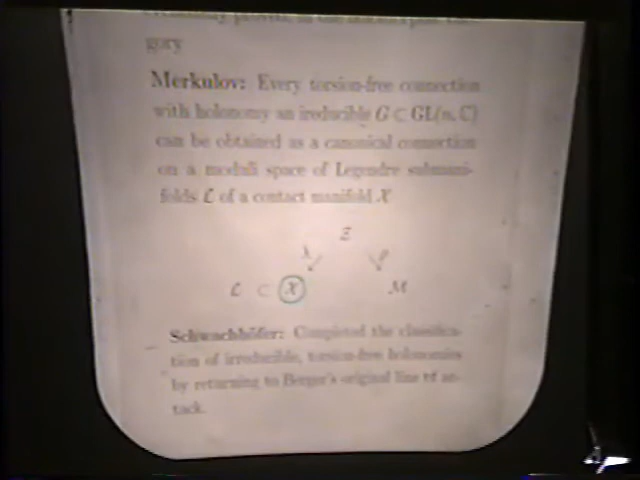 gory
Merkulov: Every torsion-free connection
with holonomy an irreducible G ⊂ GL(n, C)
can be obtained as a canonical connection
on a moduli space of Legendre submani-
folds L of a contact manifold X
Z
λ ρ
L ⊂ X M
Schwachhöfer: Completed the classifica-
tion of irreducible, torsion-free holonomies
by returning to Berger's original line of at-
tack.